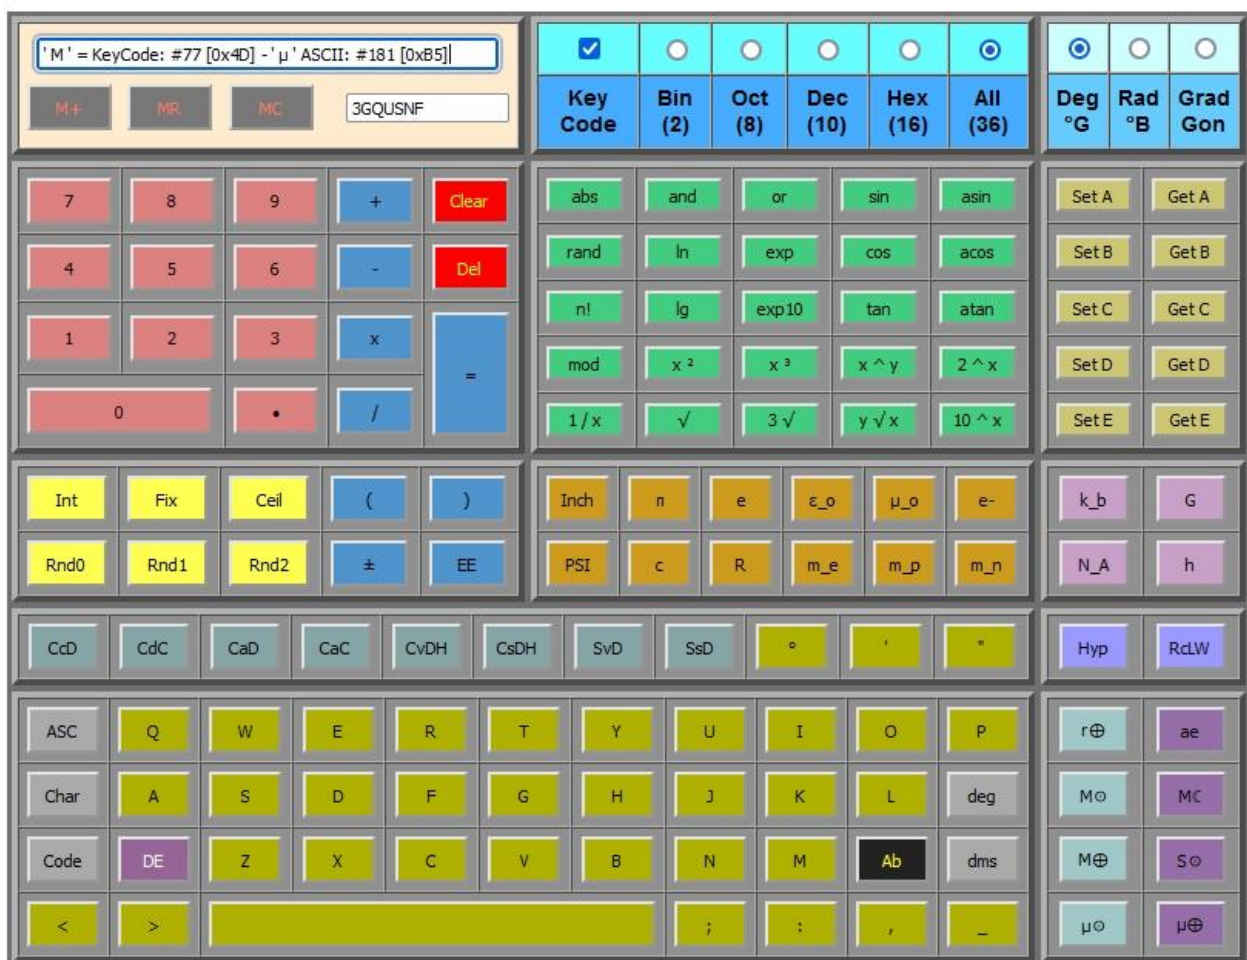 'M' = KeyCode: #77 [0x4D] -'µ' ASCII: #181 [0xB5]
M+ MR MC 3GQUSNF
Key Code Bin (2) Oct (8) Dec (10) Hex (16) All (36)
Deg °G Rad °B Grad Gon
7 8 9 + Clear
4 5 6 - Del
1 2 3 x =
0 • /
abs and or sin asin
rand ln exp cos acos
n! lg exp10 tan atan
mod x ² x ³ x ^ y 2 ^ x
1 / x √ 3 √ y √ x 10 ^ x
Set A Get A
Set B Get B
Set C Get C
Set D Get D
Set E Get E
Int Fix Ceil ( )
Rnd0 Rnd1 Rnd2 ± EE
Inch π e ε_o µ_o e-
PSI c R m_e m_p m_n
k_b G
N_A h
CcD CdC CaD CaC CvDH CsDH SvD SsD ° ' "
Hyp RcLW
ASC Q W E R T Y U I O P
Char A S D F G H J K L deg
Code DE Z X C V B N M Ab dms
< > ; : , _
r⊕ ae
M⊙ M☾
M⊕ S⊙
µ⊙ µ⊕